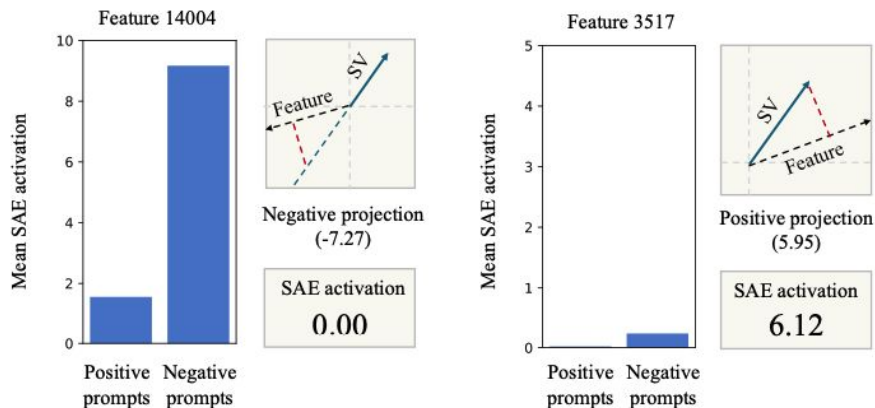 Feature 14004
10
8
6
4
2
0
Mean SAE activation
Positive
prompts
Negative
prompts
SV
Feature
Negative projection
(-7.27)
SAE activation
0.00
Feature 3517
5
4
3
2
1
0
Mean SAE activation
Positive
prompts
Negative
prompts
SV
Feature
Positive projection
(5.95)
SAE activation
6.12